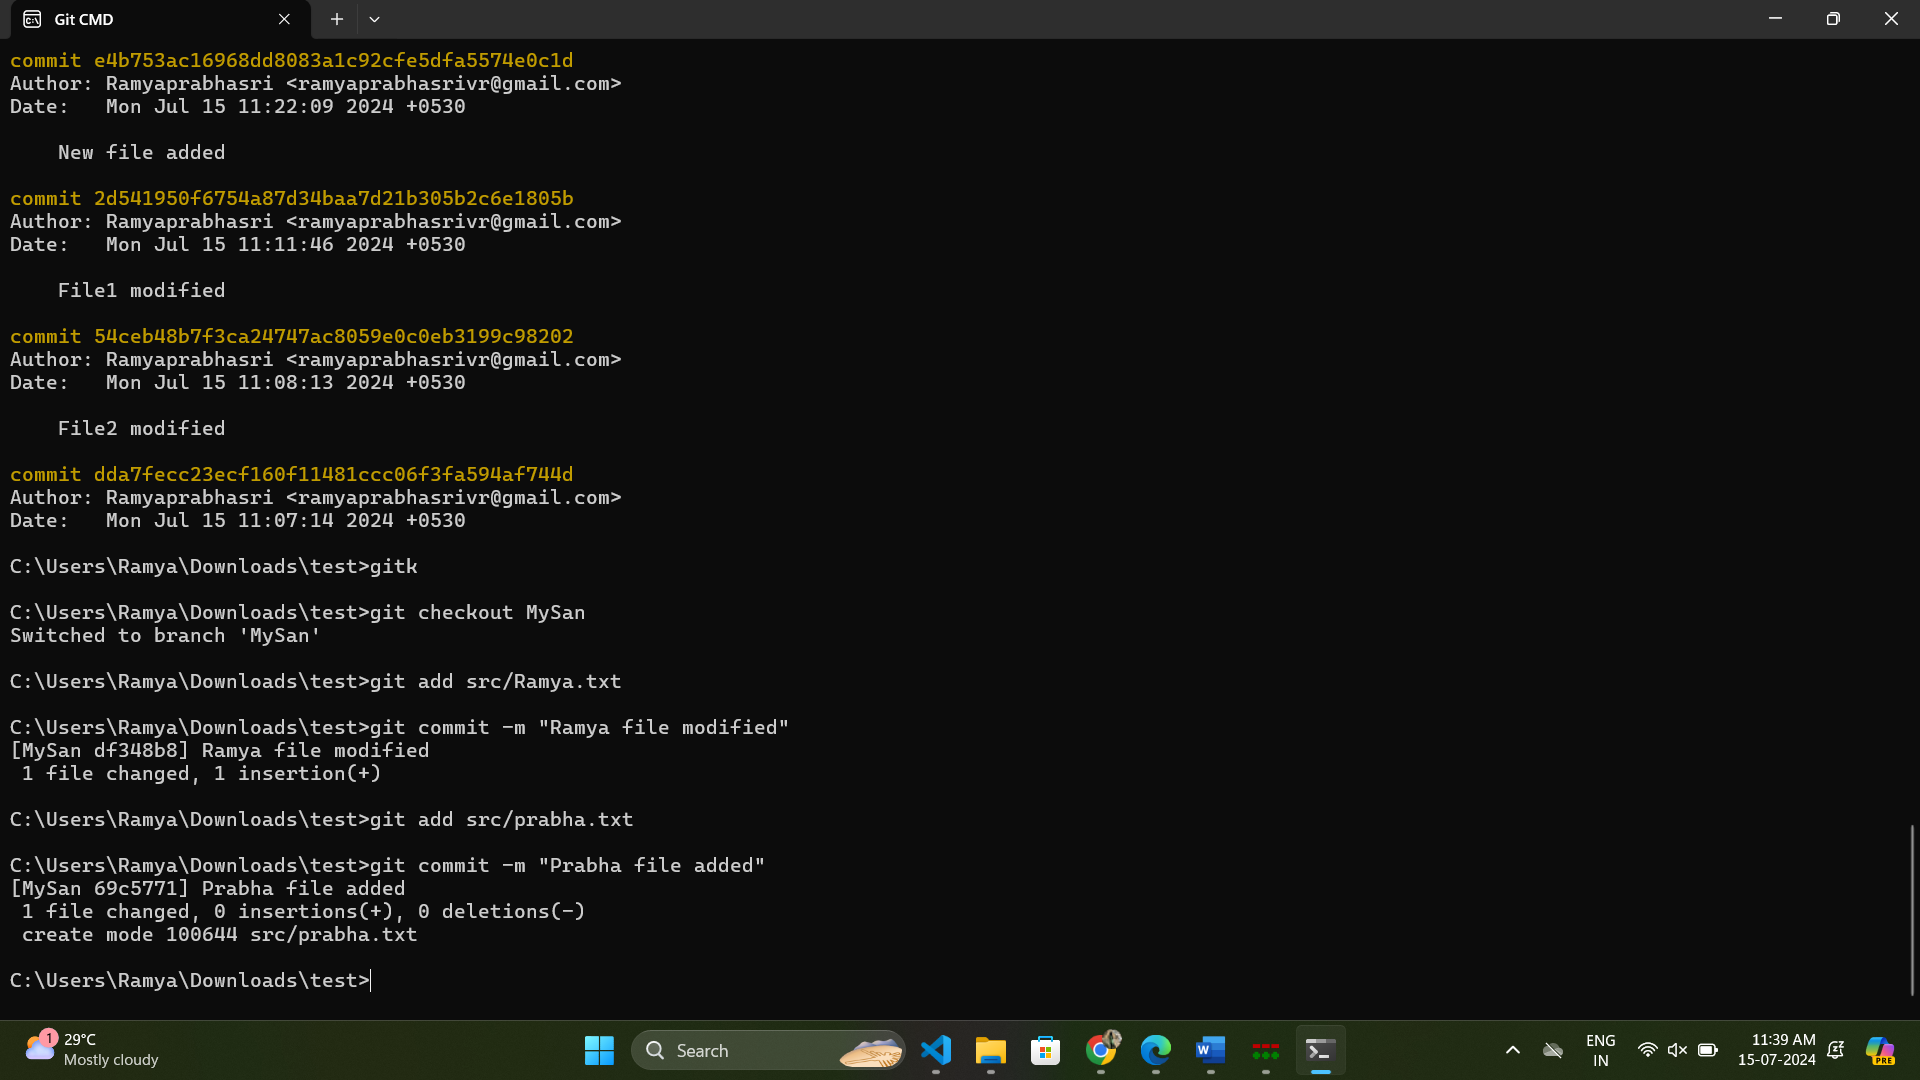 Git CMD
commit e4b753ac16968dd8083a1c92cfe5dfa5574e0c1d
Author: Ramyaprabhasri <ramyaprabhasrivr@gmail.com>
Date:   Mon Jul 15 11:22:09 2024 +0530
    New file added
commit 2d541950f6754a87d34baa7d21b305b2c6e1805b
Author: Ramyaprabhasri <ramyaprabhasrivr@gmail.com>
Date:   Mon Jul 15 11:11:46 2024 +0530
    File1 modified
commit 54ceb48b7f3ca24747ac8059e0c0eb3199c98202
Author: Ramyaprabhasri <ramyaprabhasrivr@gmail.com>
Date:   Mon Jul 15 11:08:13 2024 +0530
    File2 modified
commit dda7fecc23ecf160f11481ccc06f3fa594af744d
Author: Ramyaprabhasri <ramyaprabhasrivr@gmail.com>
Date:   Mon Jul 15 11:07:14 2024 +0530
C:\Users\Ramya\Downloads\test>gitk
C:\Users\Ramya\Downloads\test>git checkout MySan
Switched to branch 'MySan'
C:\Users\Ramya\Downloads\test>git add src/Ramya.txt
C:\Users\Ramya\Downloads\test>git commit -m "Ramya file modified"
[MySan df348b8] Ramya file modified
 1 file changed, 1 insertion(+)
C:\Users\Ramya\Downloads\test>git add src/prabha.txt
C:\Users\Ramya\Downloads\test>git commit -m "Prabha file added"
[MySan 69c5771] Prabha file added
 1 file changed, 0 insertions(+), 0 deletions(-)
 create mode 100644 src/prabha.txt
C:\Users\Ramya\Downloads\test>
1
29°C
Mostly cloudy
Search
W
ENG
IN
11:39 AM
15-07-2024
PRE